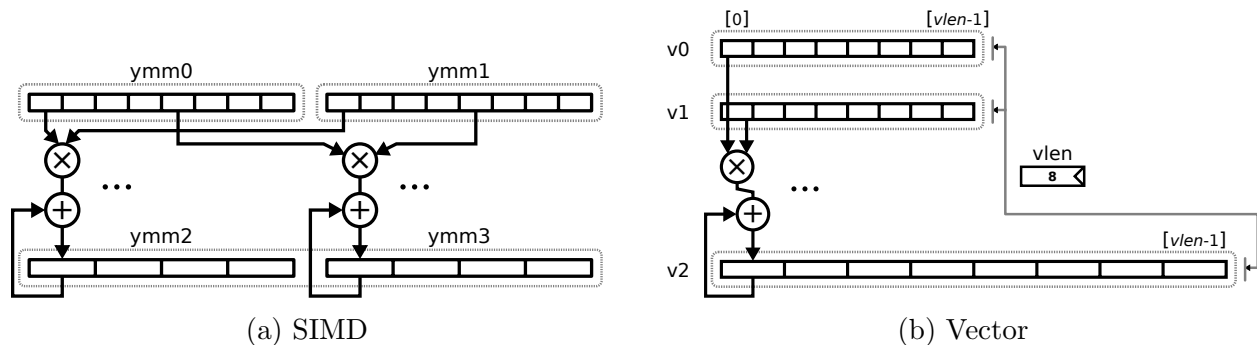 ymm0 ymm1
...
...
ymm2 ymm3
(a) SIMD
[0] [vlen-1]
v0
v1
vlen
8
...
[vlen-1]
v2
(b) Vector